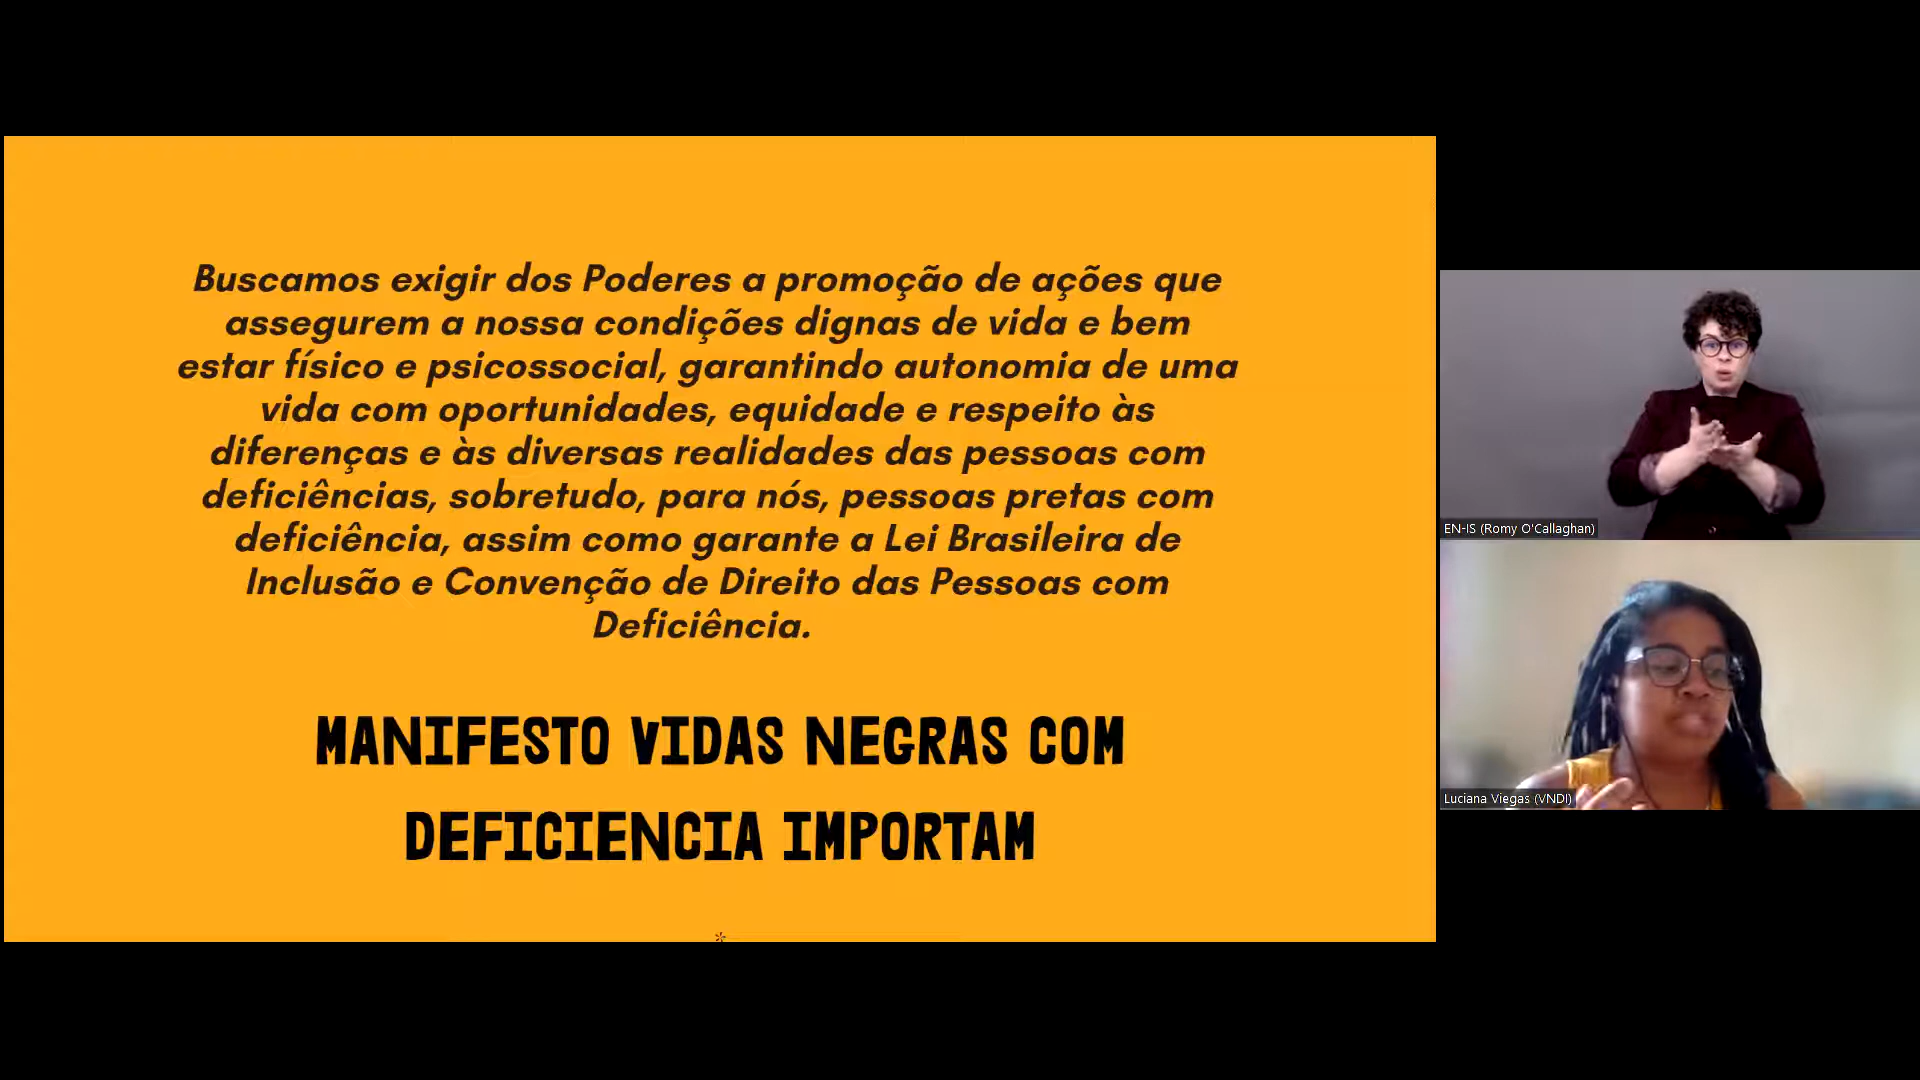 Buscamos exigir dos Poderes a promoção de ações que
assegurem a nossa condições dignas de vida e bem
estar físico e psicossocial, garantindo autonomia de uma
vida com oportunidades, equidade e respeito às
diferenças e às diversas realidades das pessoas com
deficiências, sobretudo, para nós, pessoas pretas com
deficiência, assim como garante a Lei Brasileira de
Inclusão e Convenção de Direito das Pessoas com
Deficiência.
MANIFESTO VIDAS NEGRAS COM
DEFICIENCIA IMPORTAM
EN-IS (Romy O'Callaghan)
Luciana Viegas (VNDI)